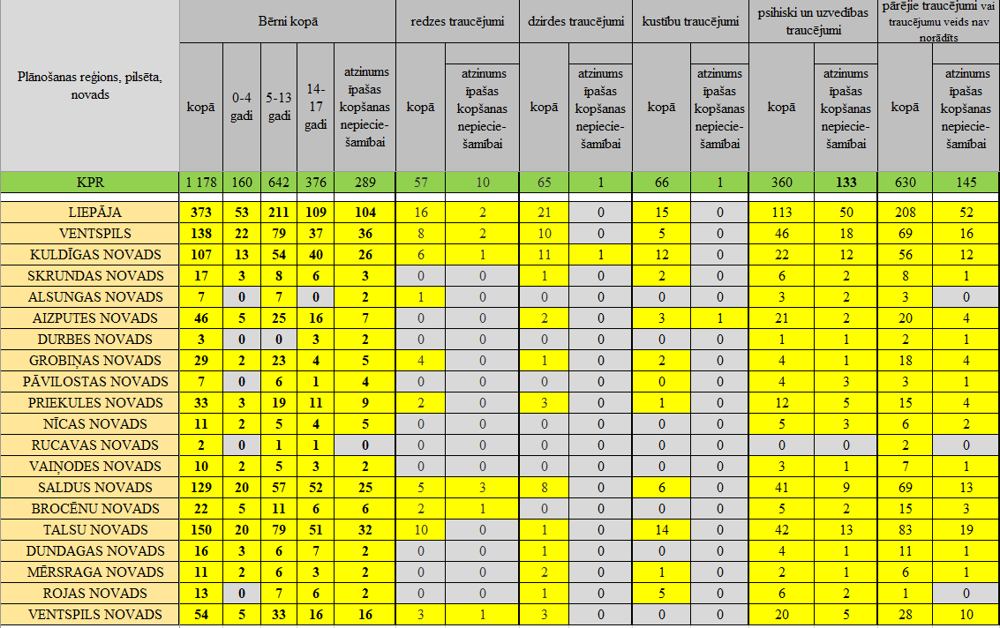 Plānošanas reģions, pilsēta, novads | Bērni kopā | redzes traucējumi | dzirdes traucējumi | kustību traucējumi | psihiski un uzvedības traucējumi | pārējie traucējumi vai traucējumu veids nav norādīts
kopā | 0-4 gadi | 5-13 gadi | 14-17 gadi | atzinums īpašas kopšanas nepiecie-šamībai | kopā | atzinums īpašas kopšanas nepiecie-šamībai | kopā | atzinums īpašas kopšanas nepiecie-šamībai | kopā | atzinums īpašas kopšanas nepiecie-šamībai | kopā | atzinums īpašas kopšanas nepiecie-šamībai | kopā | atzinums īpašas kopšanas nepiecie-šamībai
KPR | 1 178 | 160 | 642 | 376 | 289 | 57 | 10 | 65 | 1 | 66 | 1 | 360 | 133 | 630 | 145
LIEPĀJA | 373 | 53 | 211 | 109 | 104 | 16 | 2 | 21 | 0 | 15 | 0 | 113 | 50 | 208 | 52
VENTSPILS | 138 | 22 | 79 | 37 | 36 | 8 | 2 | 10 | 0 | 5 | 0 | 46 | 18 | 69 | 16
KULDĪGAS NOVADS | 107 | 13 | 54 | 40 | 26 | 6 | 1 | 11 | 1 | 12 | 0 | 22 | 12 | 56 | 12
SKRUNDAS NOVADS | 17 | 3 | 8 | 6 | 3 | 0 | 0 | 1 | 0 | 2 | 0 | 6 | 2 | 8 | 1
ALSUNGAS NOVADS | 7 | 0 | 7 | 0 | 2 | 1 | 0 | 0 | 0 | 0 | 0 | 3 | 2 | 3 | 0
AIZPUTES NOVADS | 46 | 5 | 25 | 16 | 7 | 0 | 0 | 2 | 0 | 3 | 1 | 21 | 2 | 20 | 4
DURBES NOVADS | 3 | 0 | 0 | 3 | 2 | 0 | 0 | 0 | 0 | 0 | 0 | 1 | 1 | 2 | 1
GROBIŅAS NOVADS | 29 | 2 | 23 | 4 | 5 | 4 | 0 | 1 | 0 | 2 | 0 | 4 | 1 | 18 | 4
PĀVILOSTAS NOVADS | 7 | 0 | 6 | 1 | 4 | 0 | 0 | 0 | 0 | 0 | 0 | 4 | 3 | 3 | 1
PRIEKULES NOVADS | 33 | 3 | 19 | 11 | 9 | 2 | 0 | 3 | 0 | 1 | 0 | 12 | 5 | 15 | 4
NĪCAS NOVADS | 11 | 2 | 5 | 4 | 5 | 0 | 0 | 0 | 0 | 0 | 0 | 5 | 3 | 6 | 2
RUCAVAS NOVADS | 2 | 0 | 1 | 1 | 0 | 0 | 0 | 0 | 0 | 0 | 0 | 0 | 0 | 2 | 0
VAIŅODES NOVADS | 10 | 2 | 5 | 3 | 2 | 0 | 0 | 0 | 0 | 0 | 0 | 3 | 1 | 7 | 1
SALDUS NOVADS | 129 | 20 | 57 | 52 | 25 | 5 | 3 | 8 | 0 | 6 | 0 | 41 | 9 | 69 | 13
BROCĒNU NOVADS | 22 | 5 | 11 | 6 | 6 | 2 | 1 | 0 | 0 | 0 | 0 | 5 | 2 | 15 | 3
TALSU NOVADS | 150 | 20 | 79 | 51 | 32 | 10 | 0 | 1 | 0 | 14 | 0 | 42 | 13 | 83 | 19
DUNDAGAS NOVADS | 16 | 3 | 6 | 7 | 2 | 0 | 0 | 1 | 0 | 0 | 0 | 4 | 1 | 11 | 1
MĒRSRAGA NOVADS | 11 | 2 | 6 | 3 | 2 | 0 | 0 | 2 | 0 | 1 | 0 | 2 | 1 | 6 | 1
ROJAS NOVADS | 13 | 0 | 7 | 6 | 2 | 0 | 0 | 1 | 0 | 5 | 0 | 6 | 2 | 1 | 0
VENTSPILS NOVADS | 54 | 5 | 33 | 16 | 16 | 3 | 1 | 3 | 0 | 0 | 0 | 20 | 5 | 28 | 10